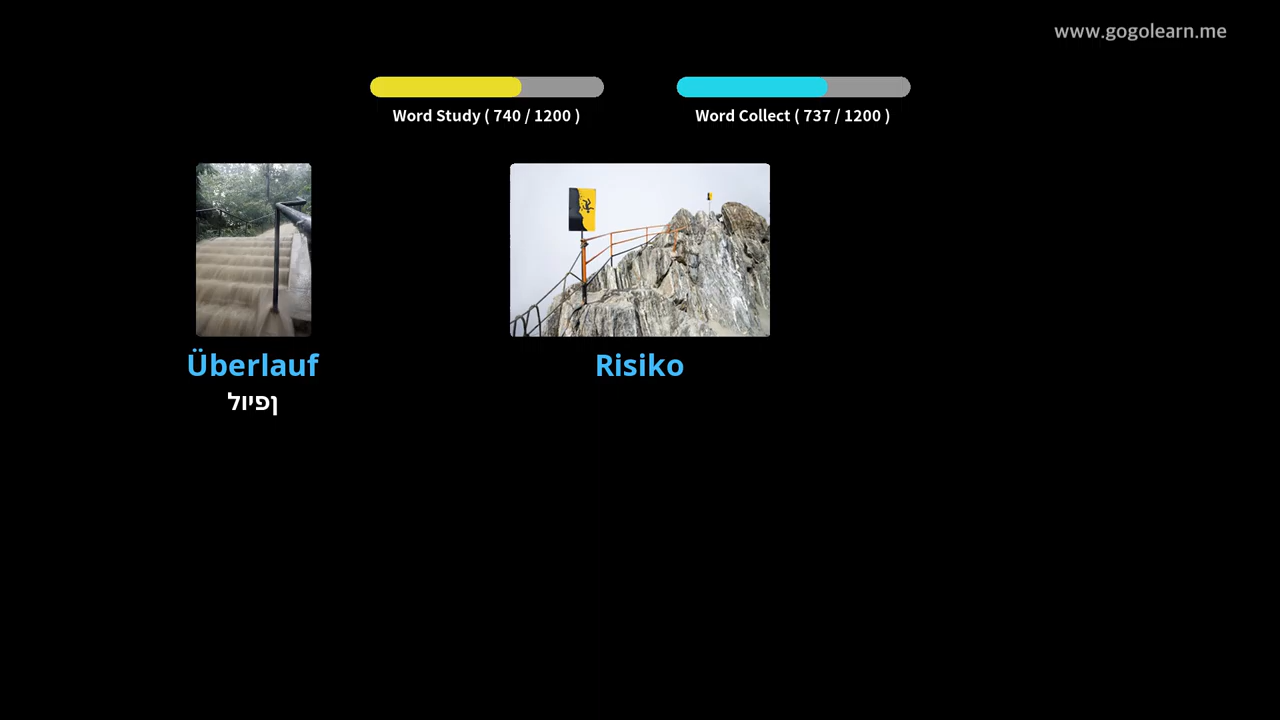 www.gogolearn.me
Word Study ( 740 / 1200 )
Word Collect ( 737 / 1200 )
Überlauf
Risiko
ןפיול